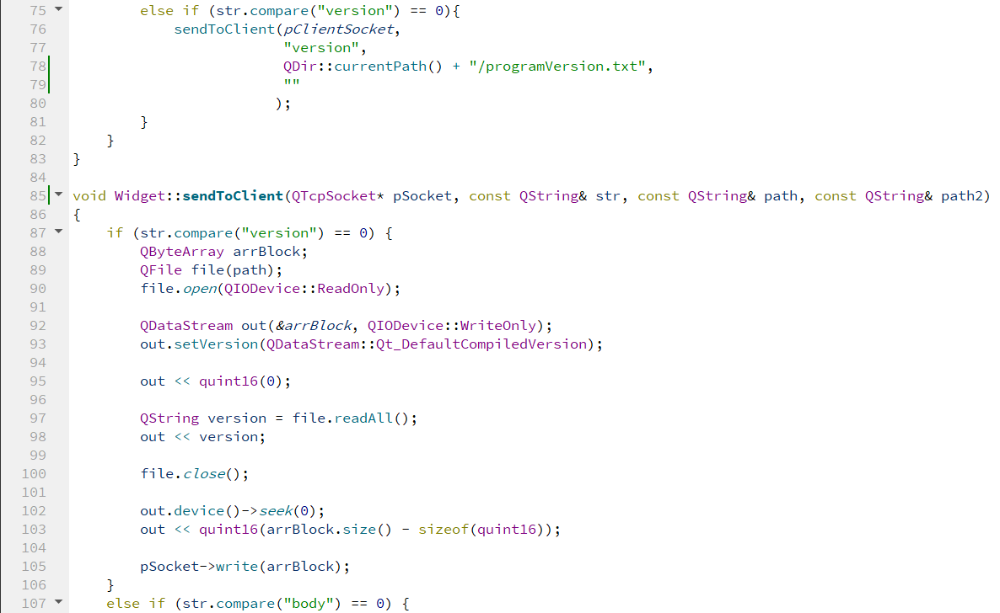 75 else if (str.compare("version") == 0){
76 sendToClient(pClientSocket,
77 "version",
78 QDir::currentPath() + "/programVersion.txt",
79 ""
80 );
81 }
82 }
83 }
84
85 void Widget::sendToClient(QTcpSocket* pSocket, const QString& str, const QString& path, const QString& path2)
86 {
87 if (str.compare("version") == 0) {
88 QByteArray arrBlock;
89 QFile file(path);
90 file.open(QIODevice::ReadOnly);
91
92 QDataStream out(&arrBlock, QIODevice::WriteOnly);
93 out.setVersion(QDataStream::Qt_DefaultCompiledVersion);
94
95 out << quint16(0);
96
97 QString version = file.readAll();
98 out << version;
99
100 file.close();
101
102 out.device()->seek(0);
103 out << quint16(arrBlock.size() - sizeof(quint16));
104
105 pSocket->write(arrBlock);
106 }
107 else if (str.compare("body") == 0) {